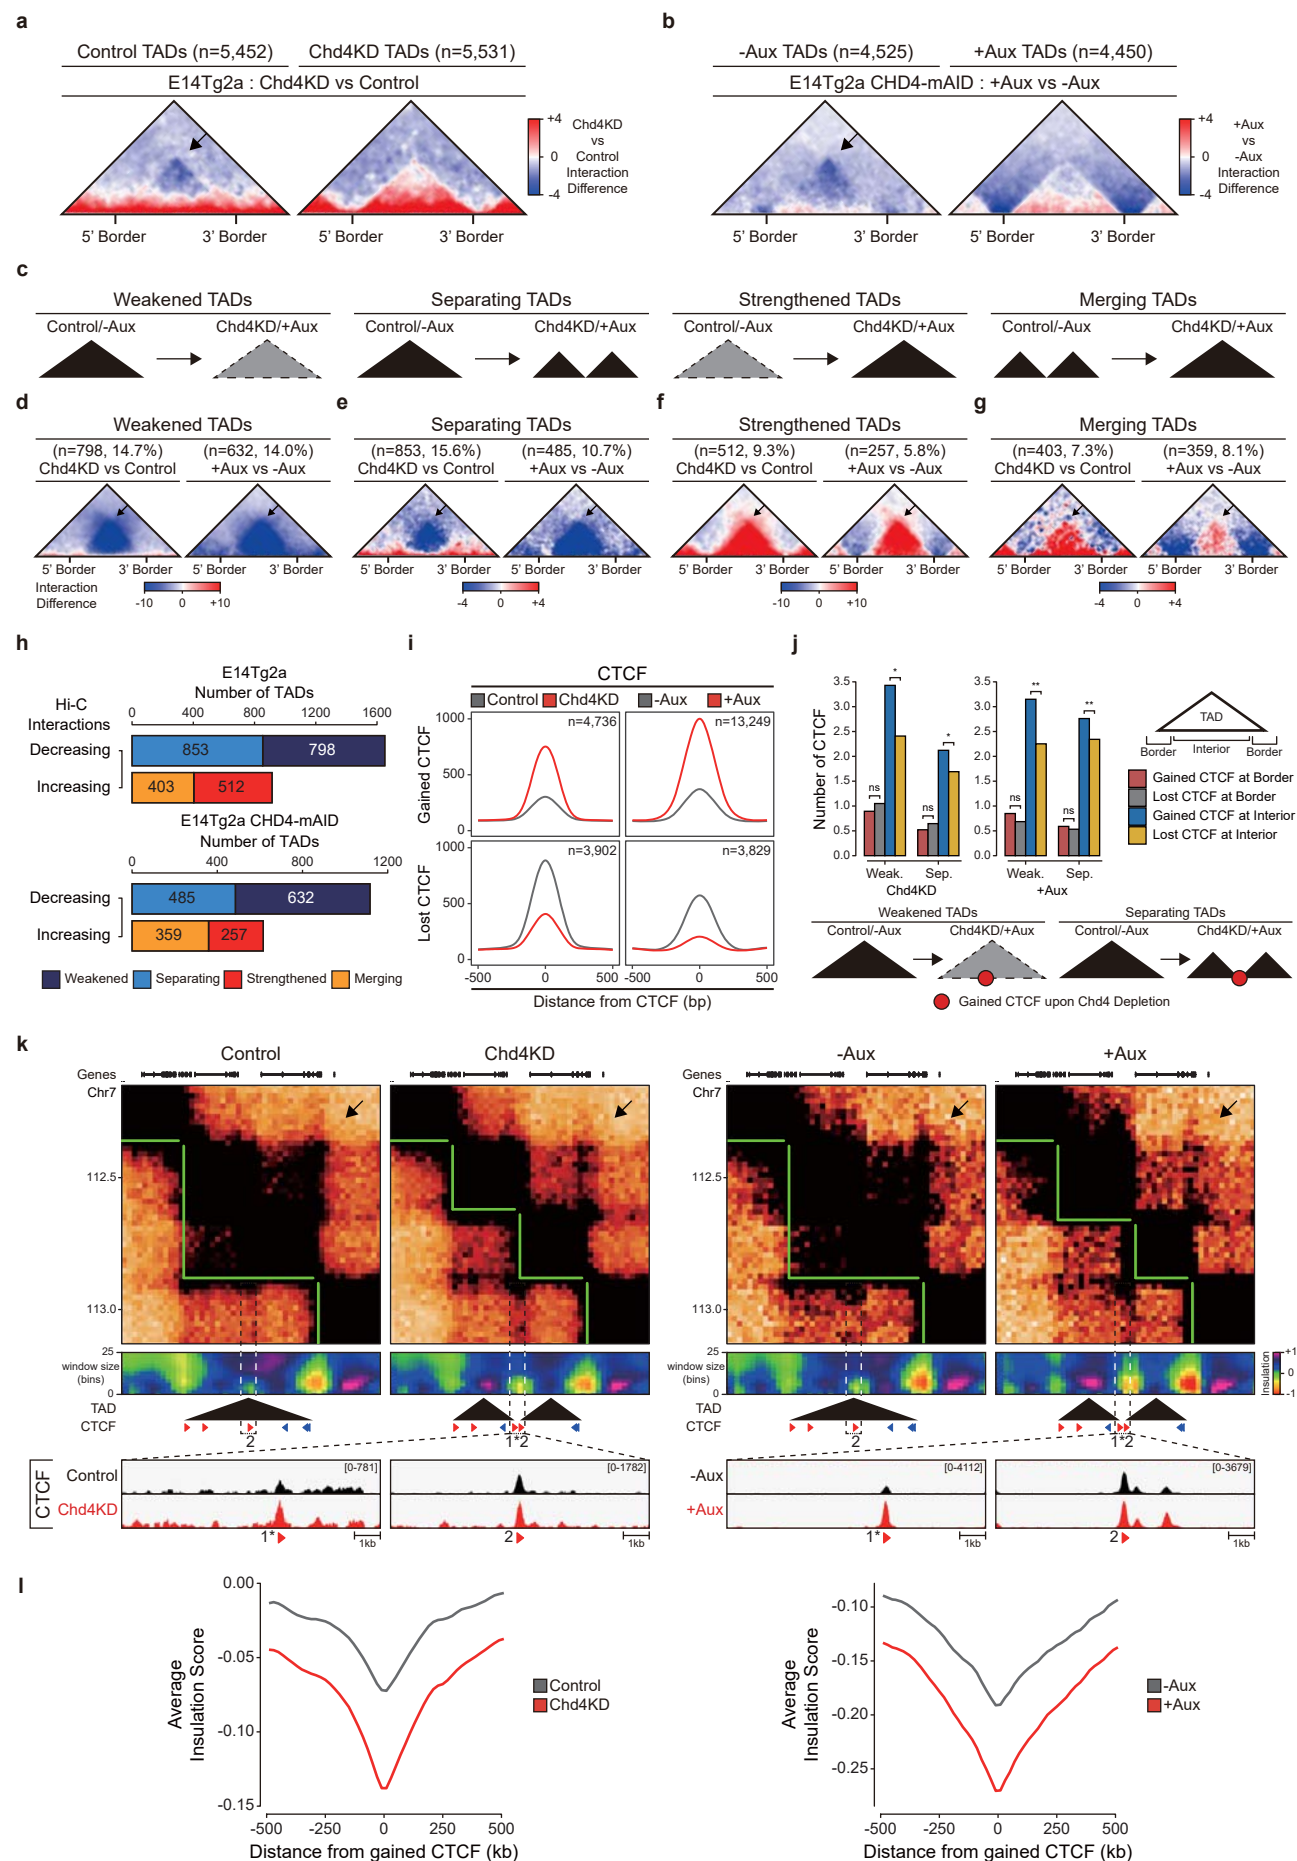 a
Control TADs (n=5,452)
Chd4KD TADs (n=5,531)
E14Tg2a : Chd4KD vs Control
+4
0
-4
Chd4KD
vs
Control
Interaction
Difference
5' Border
3' Border
5' Border
3' Border
b
-Aux TADs (n=4,525)
+Aux TADs (n=4,450)
E14Tg2a CHD4-mAID : +Aux vs -Aux
+4
0
-4
+Aux
vs
-Aux
Interaction
Difference
5' Border
3' Border
5' Border
3' Border
c
Weakened TADs
Control/-Aux
Chd4KD/+Aux
Separating TADs
Control/-Aux
Chd4KD/+Aux
Strengthened TADs
Control/-Aux
Chd4KD/+Aux
Merging TADs
Control/-Aux
Chd4KD/+Aux
d
Weakened TADs
(n=798, 14.7%)
Chd4KD vs Control
(n=632, 14.0%)
+Aux vs -Aux
5' Border
3' Border
5' Border
3' Border
Interaction
Difference
-10
0
+10
e
Separating TADs
(n=853, 15.6%)
Chd4KD vs Control
(n=485, 10.7%)
+Aux vs -Aux
5' Border
3' Border
5' Border
3' Border
-4
0
+4
f
Strengthened TADs
(n=512, 9.3%)
Chd4KD vs Control
(n=257, 5.8%)
+Aux vs -Aux
5' Border
3' Border
5' Border
3' Border
-10
0
+10
g
Merging TADs
(n=403, 7.3%)
Chd4KD vs Control
(n=359, 8.1%)
+Aux vs -Aux
5' Border
3' Border
5' Border
3' Border
-4
0
+4
h
E14Tg2a
Number of TADs
Hi-C
Interactions
0
400
800
1200
1600
Decreasing
853
798
Increasing
403
512
E14Tg2a CHD4-mAID
Number of TADs
0
400
800
1200
Decreasing
485
632
Increasing
359
257
Weakened
Separating
Strengthened
Merging
i
CTCF
Control
Chd4KD
-Aux
+Aux
Gained CTCF
1000
500
0
n=4,736
n=13,249
Lost CTCF
500
0
n=3,902
n=3,829
-500
0
500
-500
0
500
Distance from CTCF (bp)
j
Number of CTCF
3.5
3.0
2.5
2.0
1.5
1.0
0.5
0.0
ns
*
ns
*
Weak.
Sep.
Chd4KD
3.5
3.0
2.5
2.0
1.5
1.0
0.5
0.0
ns
**
ns
**
Weak.
Sep.
+Aux
TAD
Border
Interior
Border
Gained CTCF at Border
Lost CTCF at Border
Gained CTCF at Interior
Lost CTCF at Interior
Weakened TADs
Control/-Aux
Chd4KD/+Aux
Separating TADs
Control/-Aux
Chd4KD/+Aux
Gained CTCF upon Chd4 Depletion
k
Control
Chd4KD
-Aux
+Aux
Genes
Chr7
112.5
113.0
25
window size
(bins)
0
TAD
CTCF
2
1*2
Genes
Chr7
112.5
113.0
25
window size
(bins)
0
Insulation
+1
0
-1
TAD
CTCF
2
1*2
CTCF
Control
Chd4KD
[0-781]
1*
1kb
[0-1782]
2
1kb
-Aux
+Aux
[0-4112]
1*
1kb
[0-3679]
2
1kb
l
Average
Insulation Score
0.00
-0.05
-0.10
-0.15
-500
-250
0
250
500
Distance from gained CTCF (kb)
Control
Chd4KD
Average
Insulation Score
-0.10
-0.15
-0.20
-0.25
-500
-250
0
250
500
Distance from gained CTCF (kb)
-Aux
+Aux